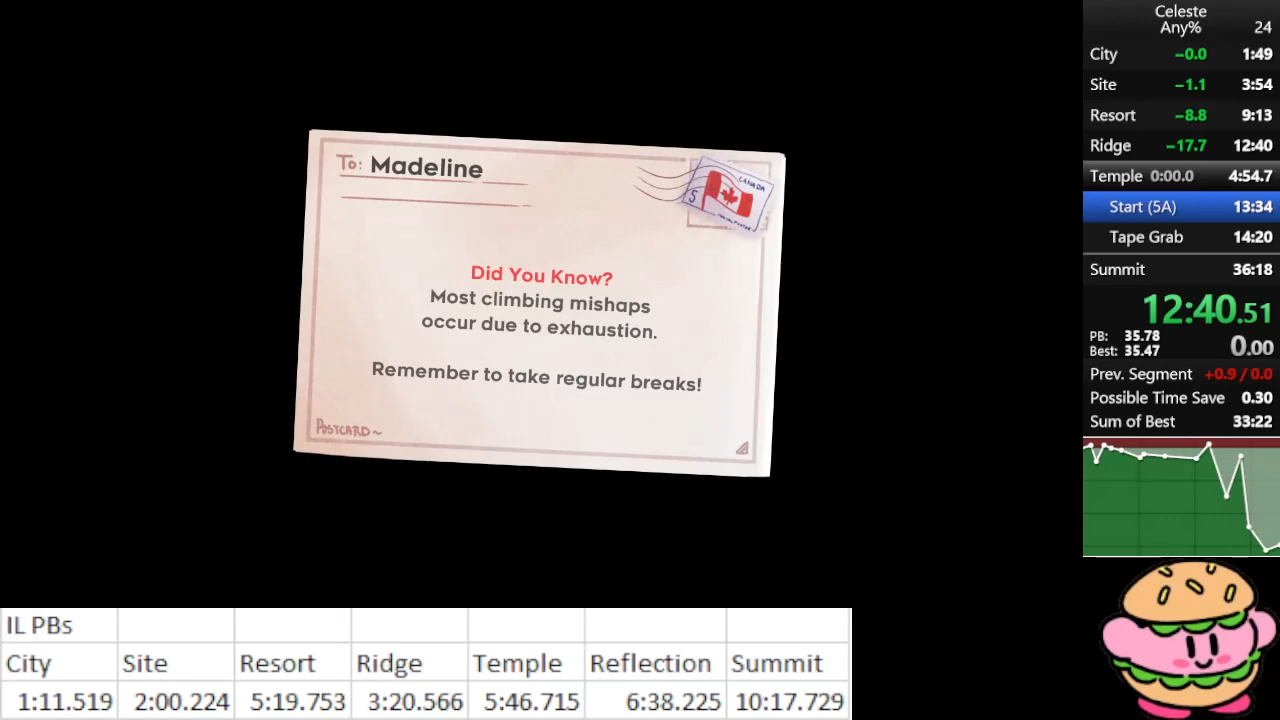 To: Madeline
CANADA
5
Did You Know?
Most climbing mishaps
occur due to exhaustion.
Remember to take regular breaks!
POSTCARD~
Celeste
Any% 24
City −0.0 1:49
Site −1.1 3:54
Resort −8.8 9:13
Ridge −17.7 12:40
Temple 0:00.0 4:54.7
Start (5A) 13:34
Tape Grab 14:20
Summit 36:18
12:40.51
PB: 35.78
Best: 35.47
0.00
Prev. Segment +0.9 / 0.0
Possible Time Save 0.30
Sum of Best 33:22
IL PBs
City Site Resort Ridge Temple Reflection Summit
1:11.519 2:00.224 5:19.753 3:20.566 5:46.715 6:38.225 10:17.729